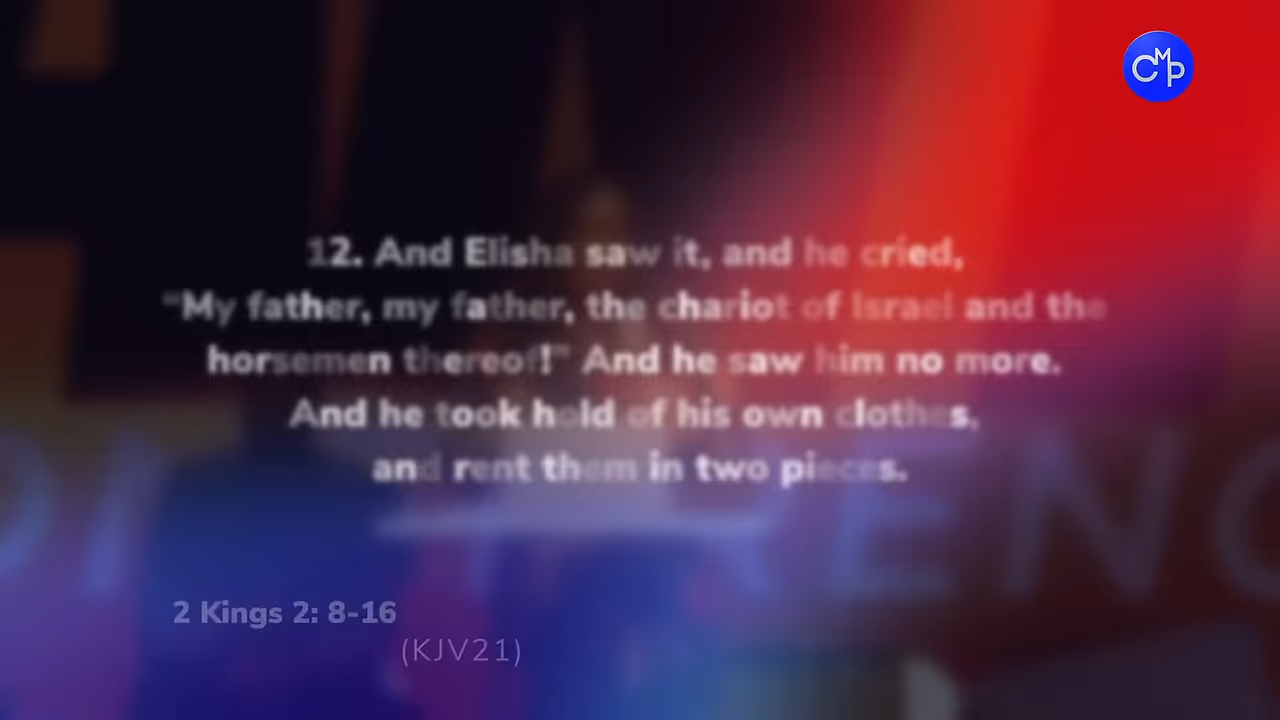 CMP
12. And Elisha saw it, and he cried,
"My father, my father, the chariot of Israel and the
horsemen thereof!" And he saw him no more.
And he took hold of his own clothes,
and rent them in two pieces.
ENC
2 Kings 2: 8-16
(KJV21)